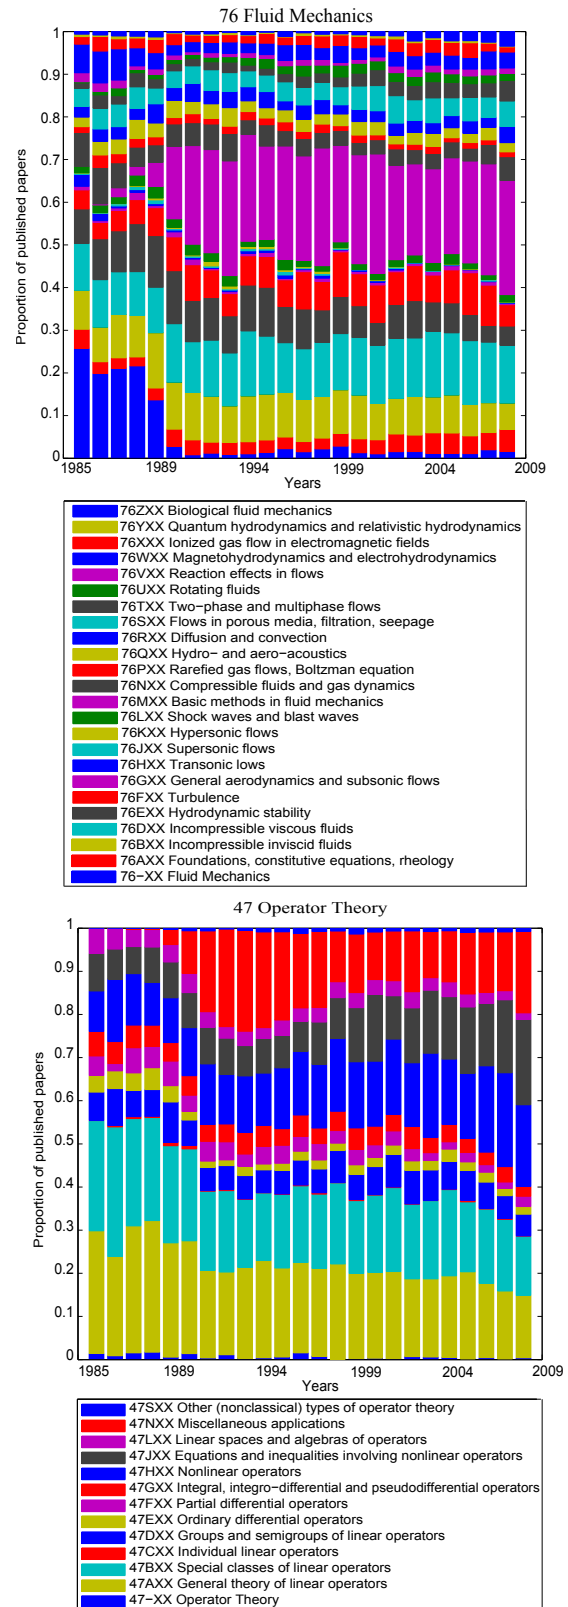 76 Fluid Mechanics
1
0.9
0.8
0.7
0.6
0.5
0.4
0.3
0.2
0.1
0
Proportion of published papers
1985 1989 1994 1999 2004 2009
Years
76ZXX Biological fluid mechanics
76YXX Quantum hydrodynamics and relativistic hydrodynamics
76XXX Ionized gas flow in electromagnetic fields
76WXX Magnetohydrodynamics and electrohydrodynamics
76VXX Reaction effects in flows
76UXX Rotating fluids
76TXX Two−phase and multiphase flows
76SXX Flows in porous media, filtration, seepage
76RXX Diffusion and convection
76QXX Hydro− and aero−acoustics
76PXX Rarefied gas flows, Boltzman equation
76NXX Compressible fluids and gas dynamics
76MXX Basic methods in fluid mechanics
76LXX Shock waves and blast waves
76KXX Hypersonic flows
76JXX Supersonic flows
76HXX Transonic lows
76GXX General aerodynamics and subsonic flows
76FXX Turbulence
76EXX Hydrodynamic stability
76DXX Incompressible viscous fluids
76BXX Incompressible inviscid fluids
76AXX Foundations, constitutive equations, rheology
76−XX Fluid Mechanics
47 Operator Theory
1
0.9
0.8
0.7
0.6
0.5
0.4
0.3
0.2
0.1
0
Proportion of published papers
1985 1989 1994 1999 2004 2009
Years
47SXX Other (nonclassical) types of operator theory
47NXX Miscellaneous applications
47LXX Linear spaces and algebras of operators
47JXX Equations and inequalities involving nonlinear operators
47HXX Nonlinear operators
47GXX Integral, integro−differential and pseudodifferential operators
47FXX Partial differential operators
47EXX Ordinary differential operators
47DXX Groups and semigroups of linear operators
47CXX Individual linear operators
47BXX Special classes of linear operators
47AXX General theory of linear operators
47−XX Operator Theory